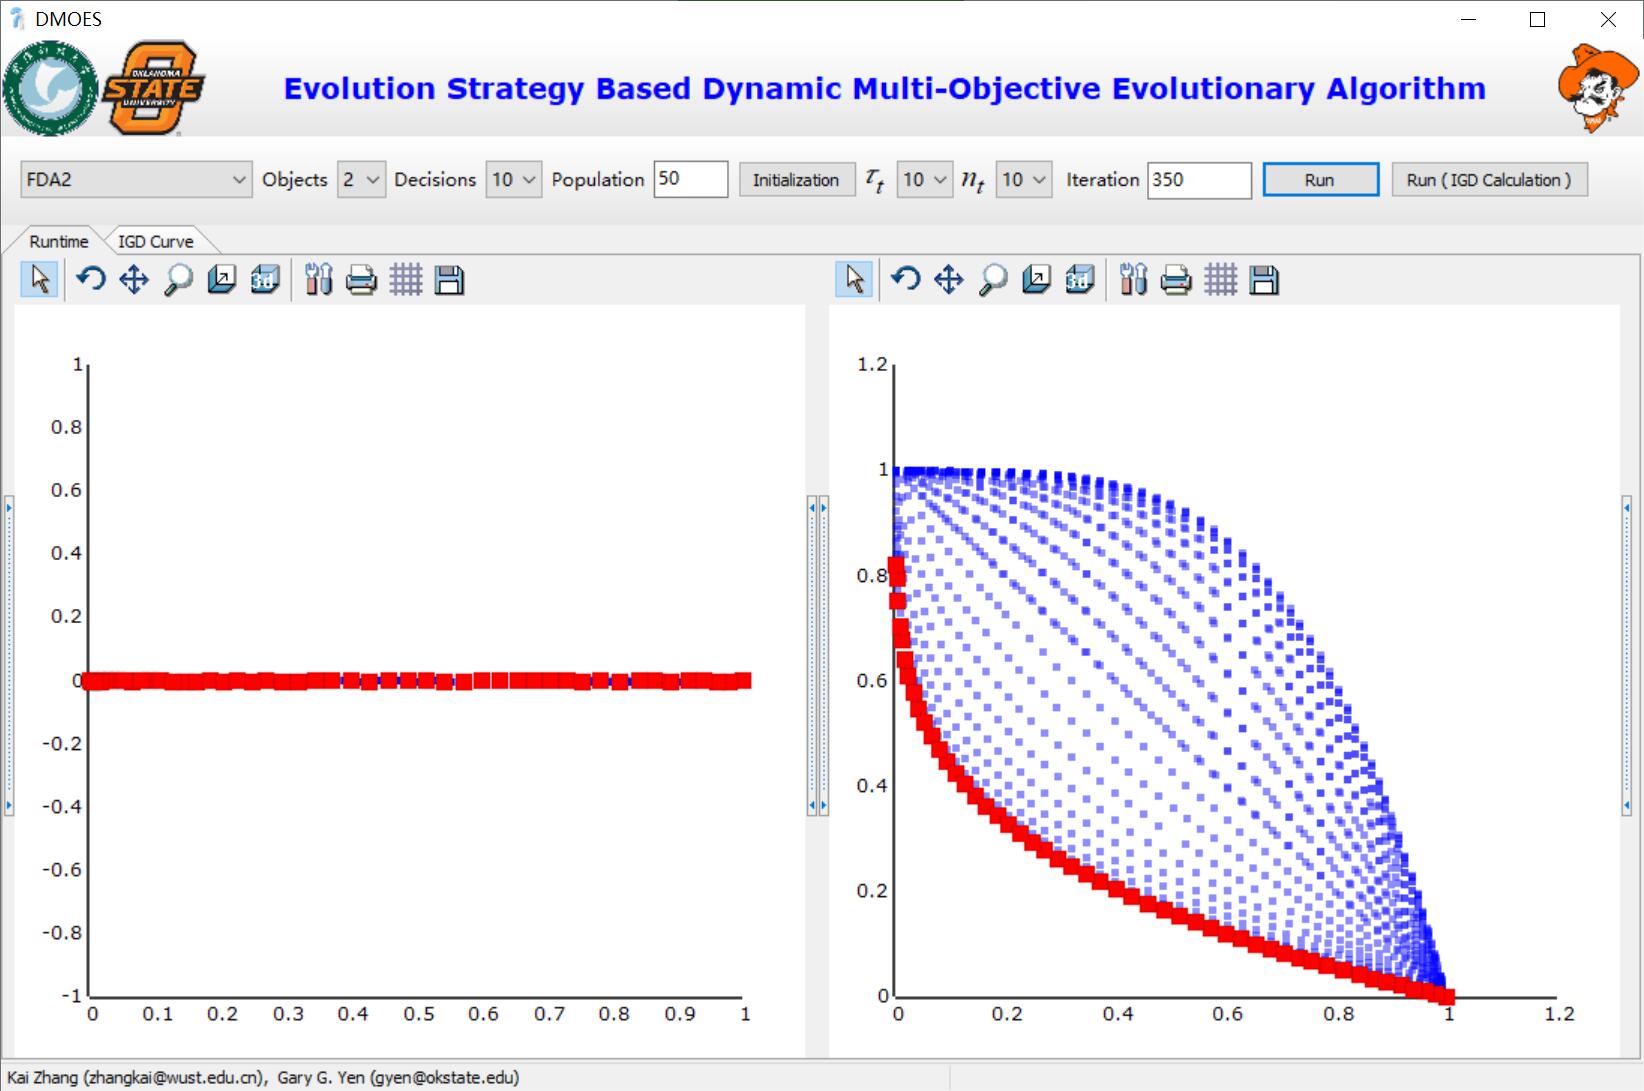 DMOES
OKLAHOMA
STATE
UNIVERSITY
Evolution Strategy Based Dynamic Multi-Objective Evolutionary Algorithm
FDA2 Objects 2 Decisions 10 Population 50 Initialization τt 10 nt 10 Iteration 350 Run Run ( IGD Calculation )
Runtime IGD Curve
3d 3d
1
0.8
0.6
0.4
0.2
0
-0.2
-0.4
-0.6
-0.8
-1
0 0.1 0.2 0.3 0.4 0.5 0.6 0.7 0.8 0.9 1
1.2
1
0.8
0.6
0.4
0.2
0
0 0.2 0.4 0.6 0.8 1 1.2
Kai Zhang (zhangkai@wust.edu.cn), Gary G. Yen (gyen@okstate.edu)